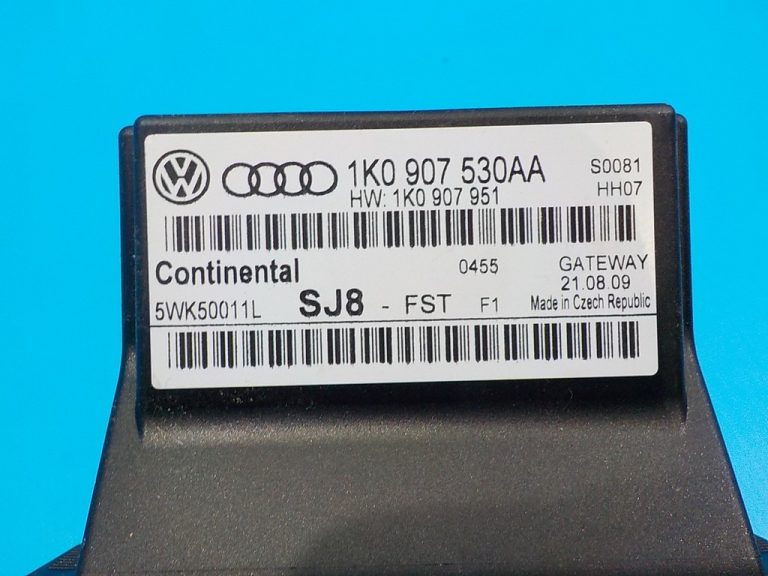 1K0 907 530AA S0081
HW: 1K0 907 951 HH07
Continental 0455 GATEWAY
21.08.09
5WK50011L SJ8 - FST F1 Made in Czech Republic